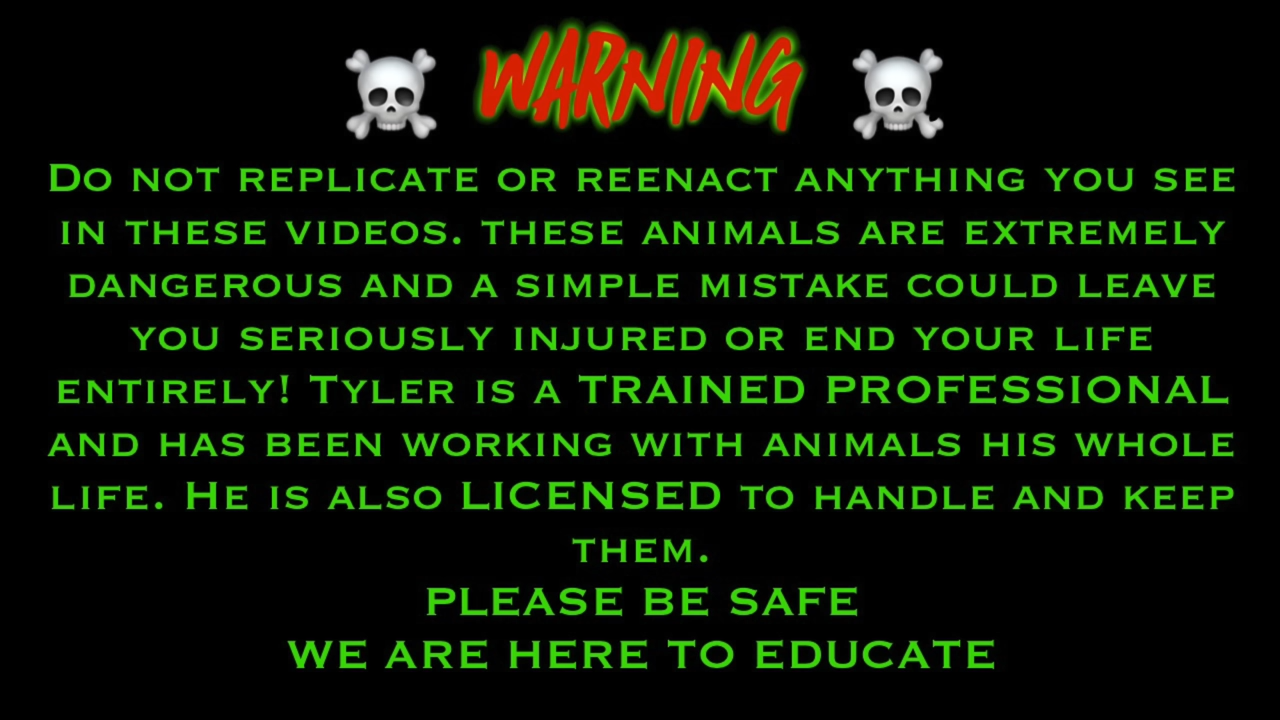 WARNING
Do not replicate or reenact anything you see
in these videos. these animals are extremely
dangerous and a simple mistake could leave
you seriously injured or end your life
entirely! Tyler is a TRAINED PROFESSIONAL
and has been working with animals his whole
life. He is also LICENSED to handle and keep
them.
PLEASE BE SAFE
WE ARE HERE TO EDUCATE